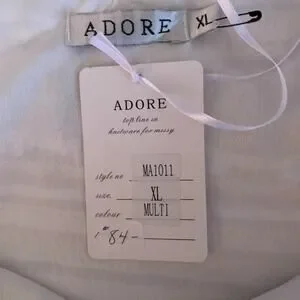 ADORE XL
ADORE
top line in
knitwear for missy
style no MA1011
size XL
colour MULTI
84-